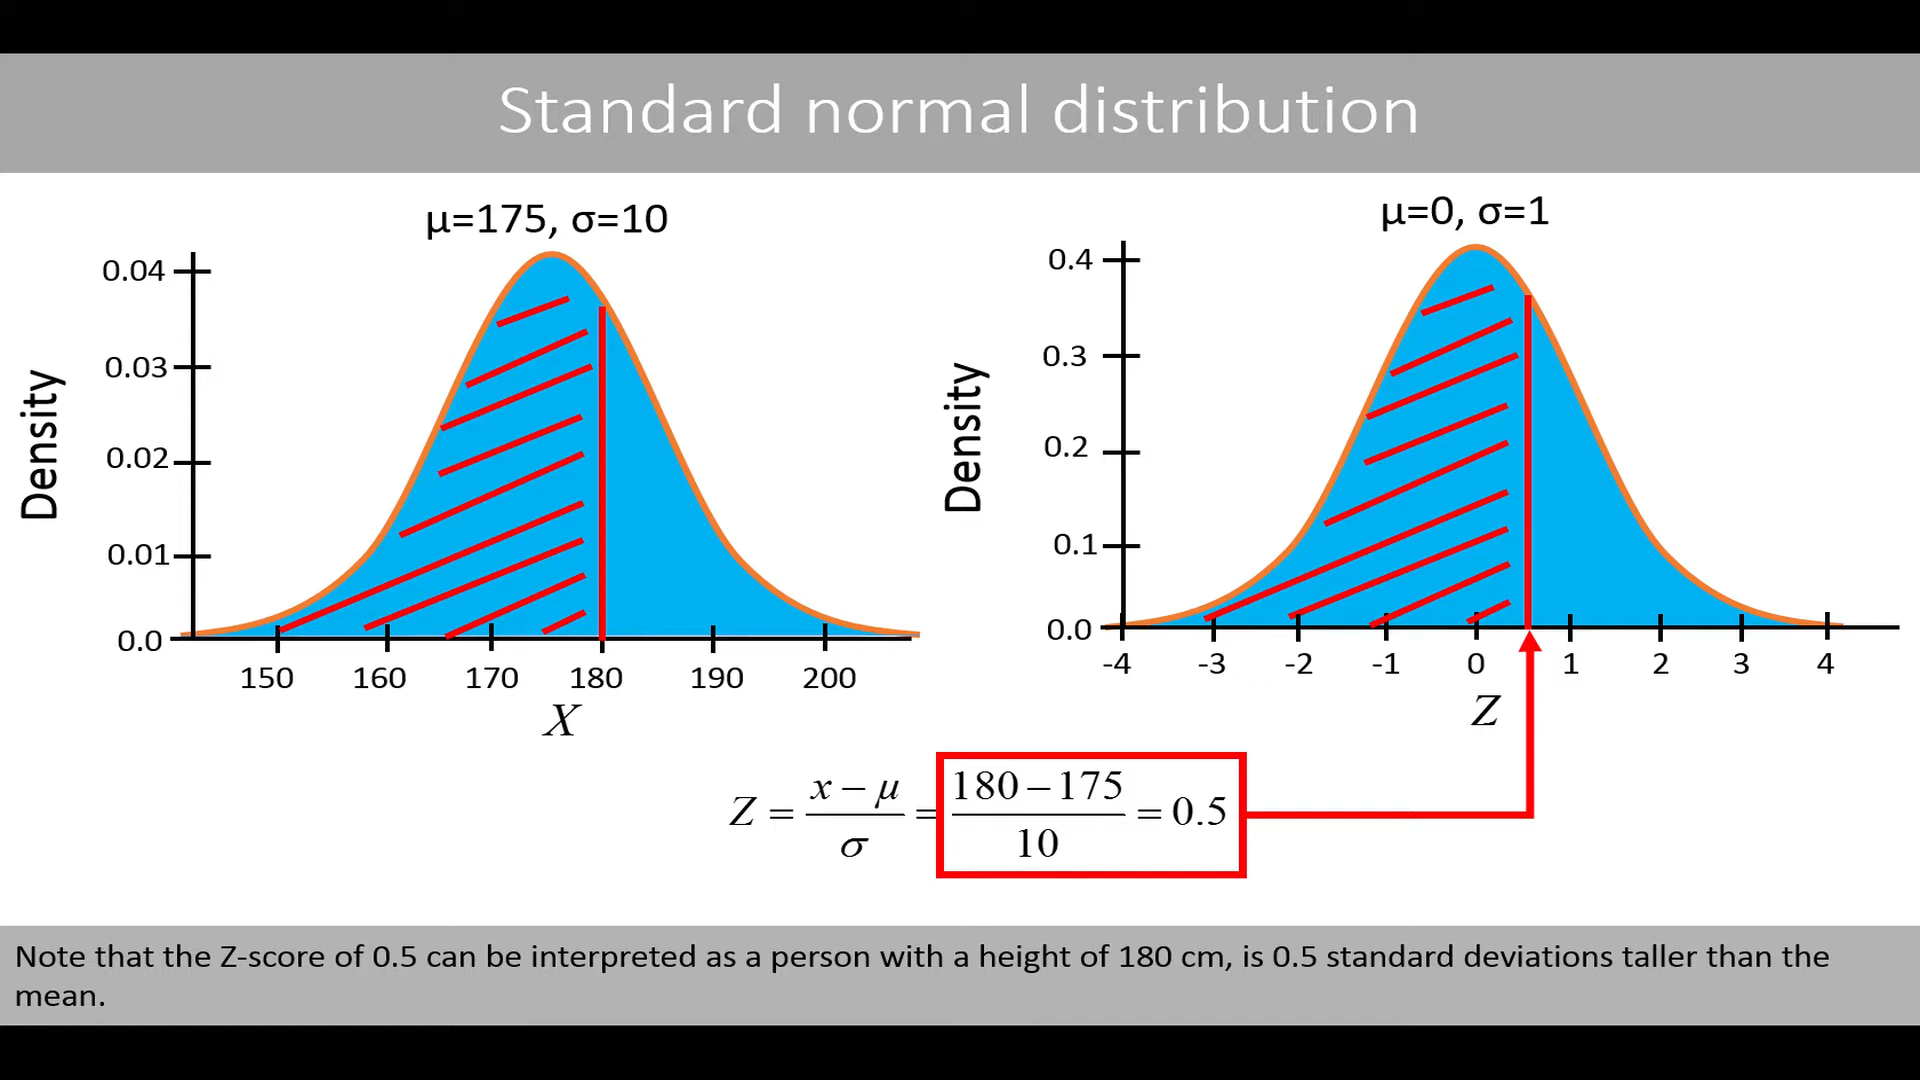 Standard normal distribution
μ=175, σ=10
0.04
0.03
0.02
0.01
0.0
Density
150 160 170 180 190 200
X
μ=0, σ=1
0.4
0.3
0.2
0.1
0.0
Density
-4 -3 -2 -1 0 1 2 3 4
Z
Z = (x − μ)/σ = (180 − 175)/10 = 0.5
Note that the Z-score of 0.5 can be interpreted as a person with a height of 180 cm, is 0.5 standard deviations taller than the
mean.